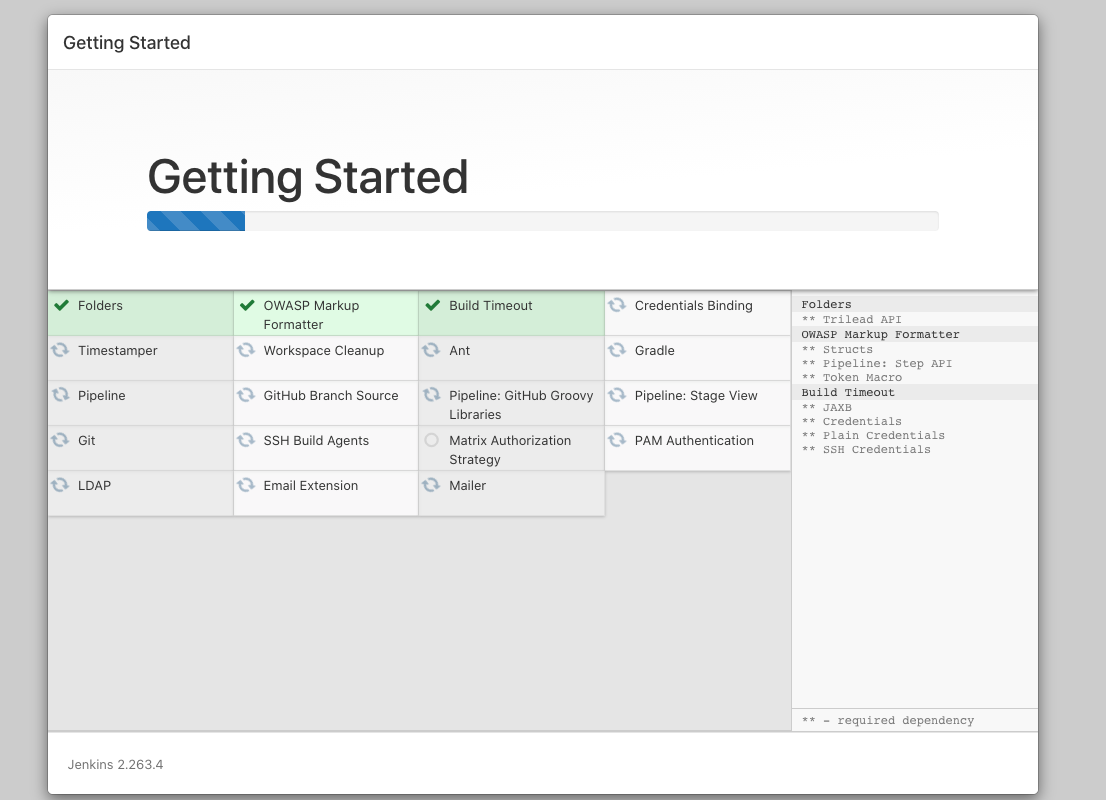 Getting Started
Getting Started
Folders
OWASP Markup
Formatter
Build Timeout
Credentials Binding
Timestamper
Workspace Cleanup
Ant
Gradle
Pipeline
GitHub Branch Source
Pipeline: GitHub Groovy
Libraries
Pipeline: Stage View
Git
SSH Build Agents
Matrix Authorization
Strategy
PAM Authentication
LDAP
Email Extension
Mailer
Folders
** Trilead API
OWASP Markup Formatter
** Structs
** Pipeline: Step API
** Token Macro
Build Timeout
** JAXB
** Credentials
** Plain Credentials
** SSH Credentials
** - required dependency
Jenkins 2.263.4